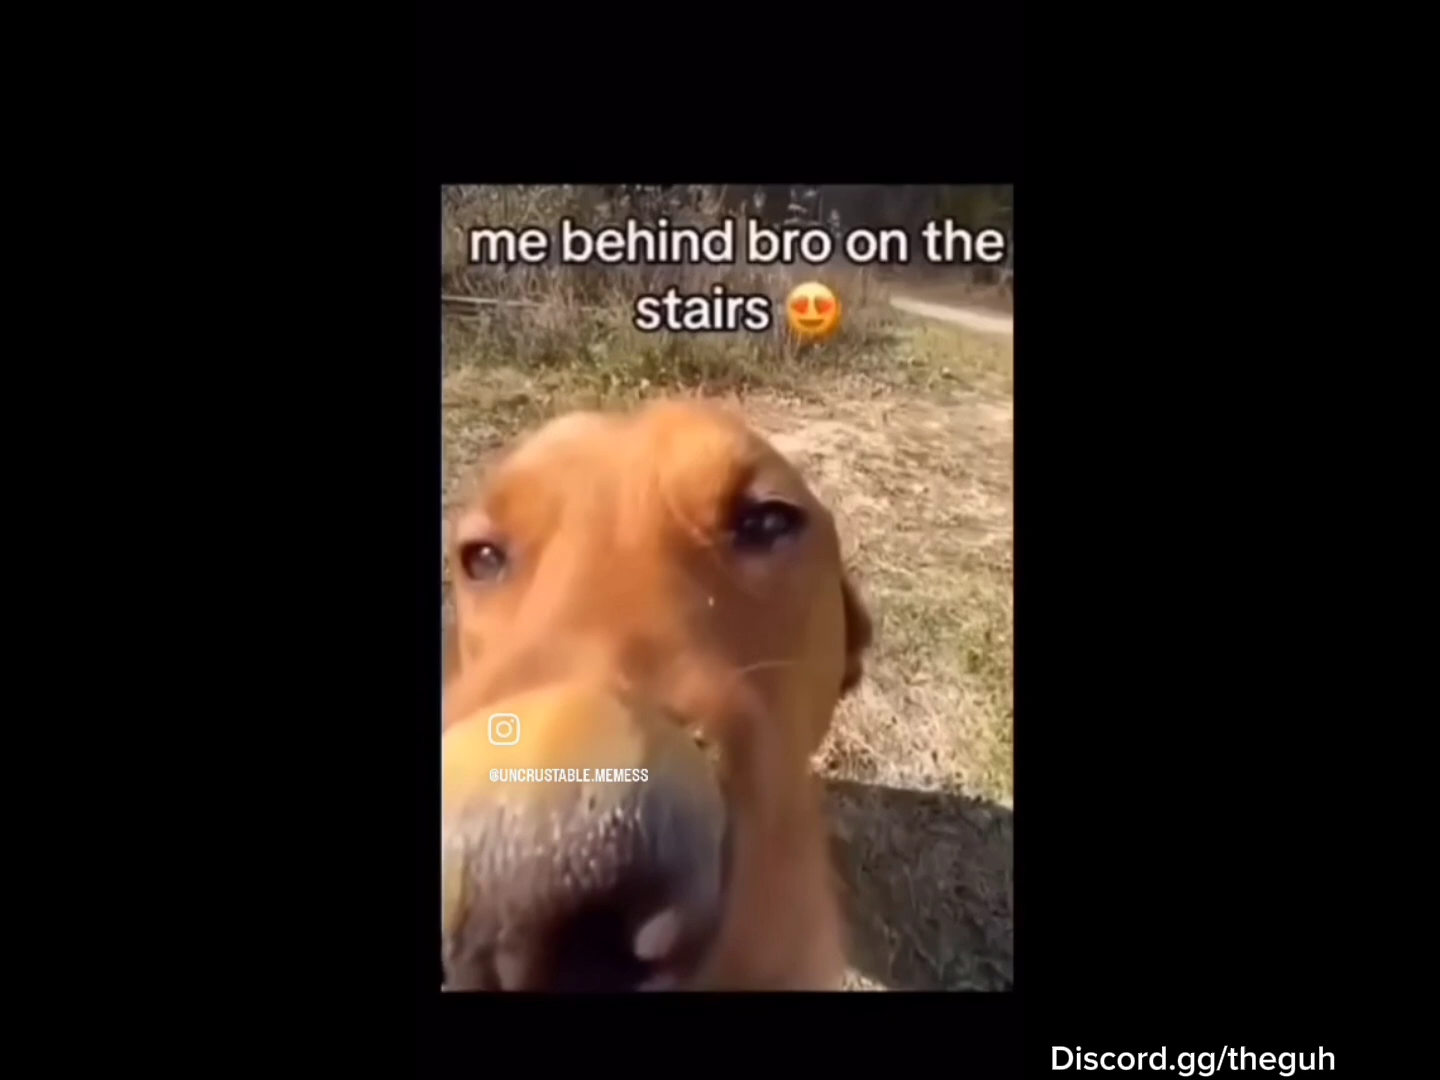 me behind bro on the
stairs 😍
@UNCRUSTABLE.MEMESS
Discord.gg/theguh